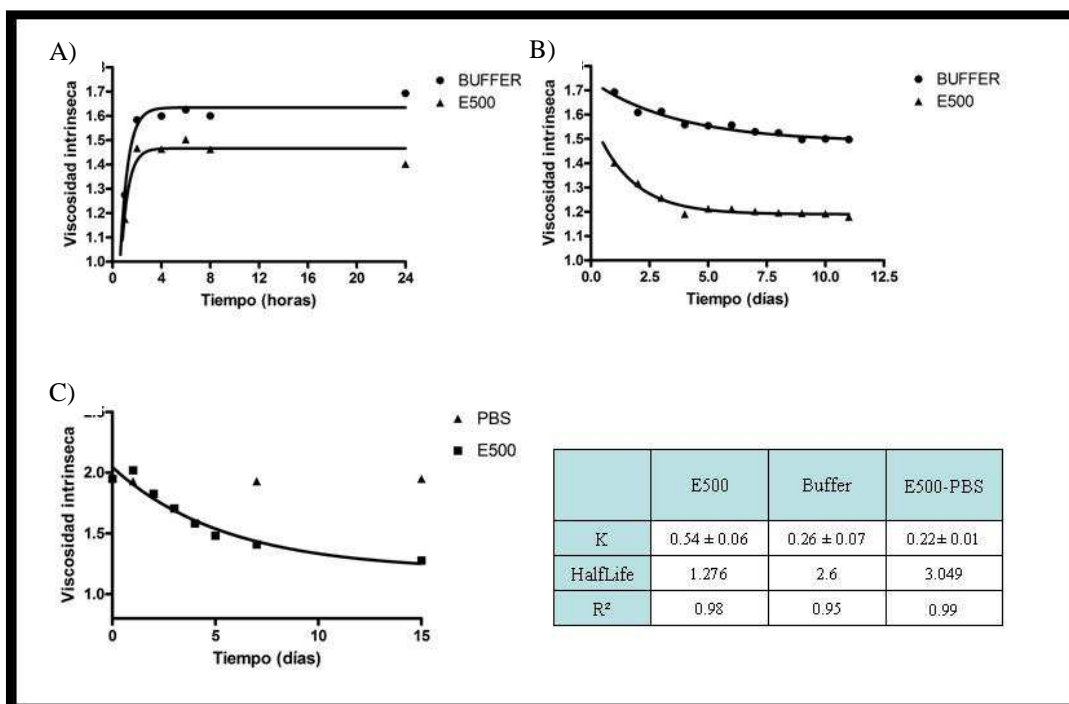 A)
BUFFER
E500
Viscosidad intrinseca
1.7
1.6
1.5
1.4
1.3
1.2
1.1
1.0
0 4 8 12 16 20 24
Tiempo (horas)
B)
BUFFER
E500
Viscosidad intrinseca
1.7
1.6
1.5
1.4
1.3
1.2
1.1
1.0
0.0 2.5 5.0 7.5 10.0 12.5
Tiempo (días)
C)
PBS
E500
Viscosidad intrinseca
2.0
1.5
1.0
0 5 10 15
Tiempo (días)
E500 Buffer E500-PBS
K 0.54 ± 0.06 0.26 ± 0.07 0.22± 0.01
HalfLife 1.276 2.6 3.049
R² 0.98 0.95 0.99